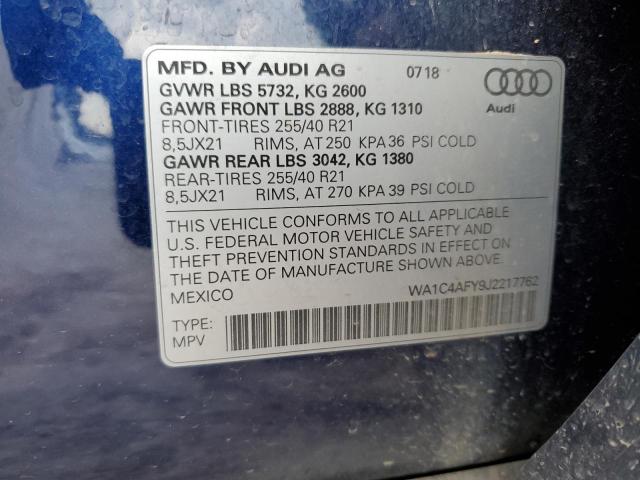 MFD. BY AUDI AG 0718
GVWR LBS 5732, KG 2600
GAWR FRONT LBS 2888, KG 1310
FRONT-TIRES 255/40 R21
8,5JX21 RIMS, AT 250 KPA 36 PSI COLD
GAWR REAR LBS 3042, KG 1380
REAR-TIRES 255/40 R21
8,5JX21 RIMS, AT 270 KPA 39 PSI COLD
Audi
THIS VEHICLE CONFORMS TO ALL APPLICABLE
U.S. FEDERAL MOTOR VEHICLE SAFETY AND
THEFT PREVENTION STANDARDS IN EFFECT ON
THE DATE OF MANUFACTURE SHOWN ABOVE.
MEXICO WA1C4AFY9J2217762
TYPE:
MPV